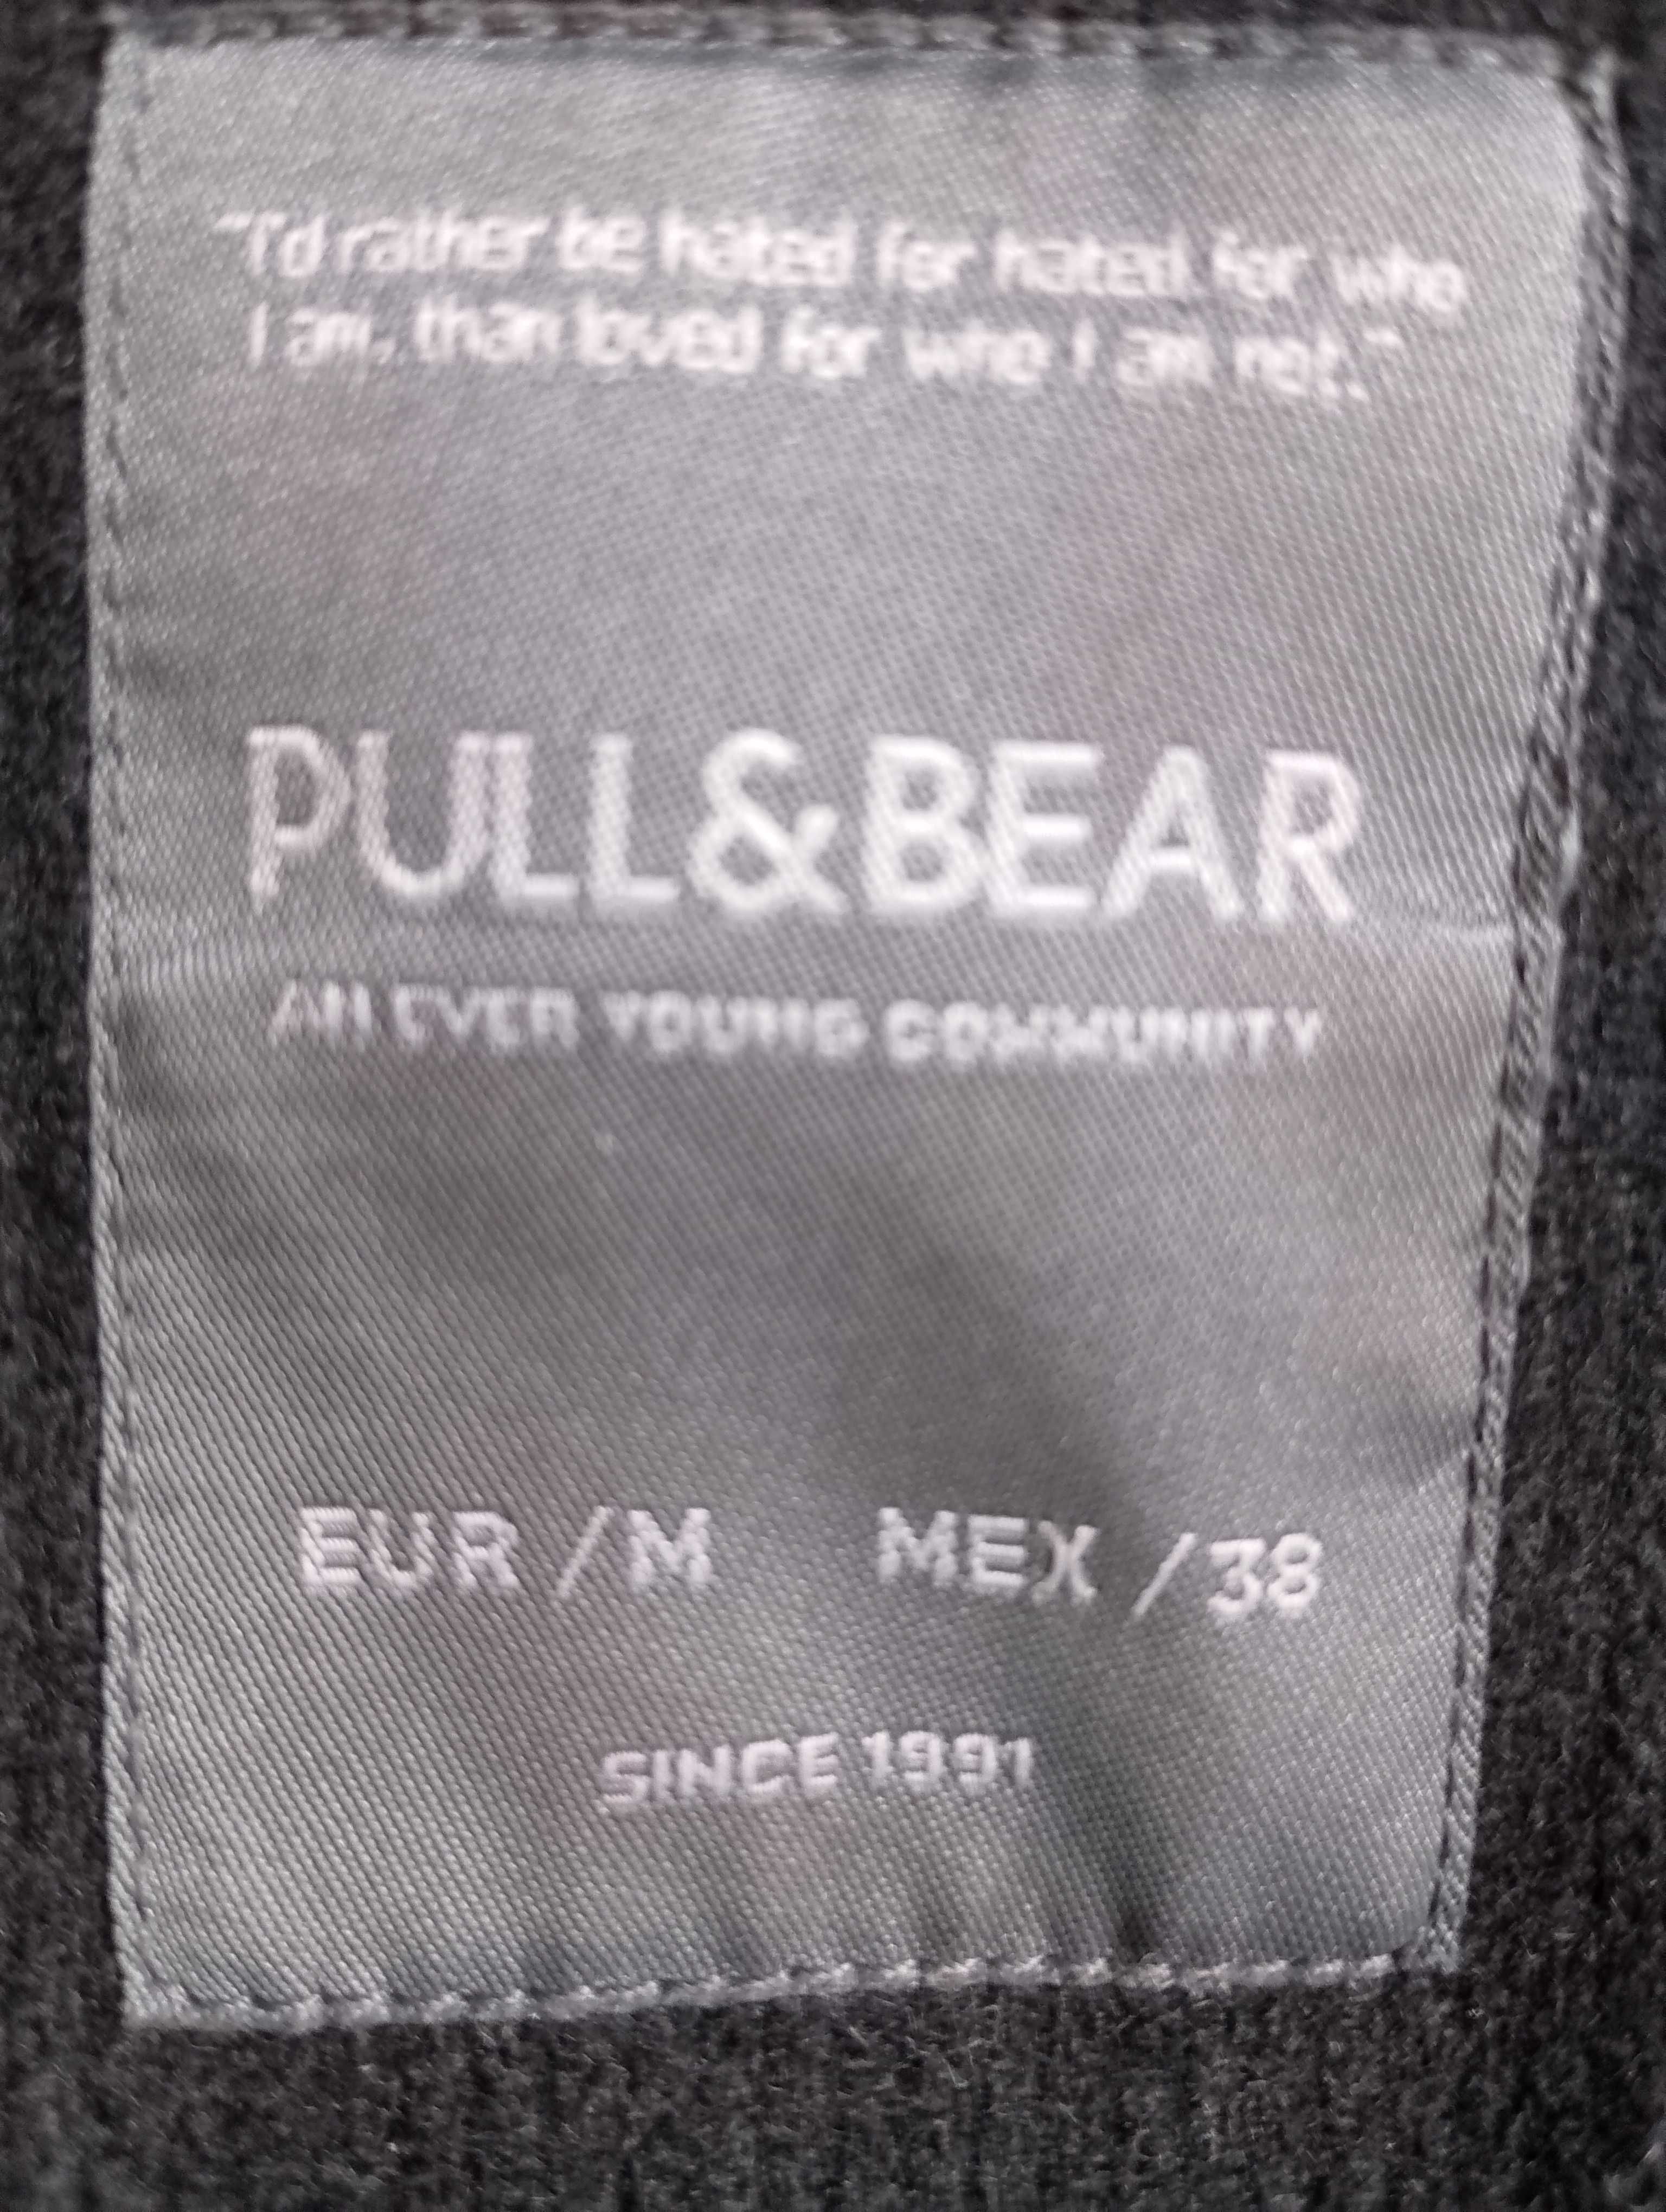 "I'd rather be hated for hated for who
I am, than loved for who I am not."
PULL&BEAR
AN EVER YOUNG COMMUNITY
EUR / M MEX / 38
SINCE 1991